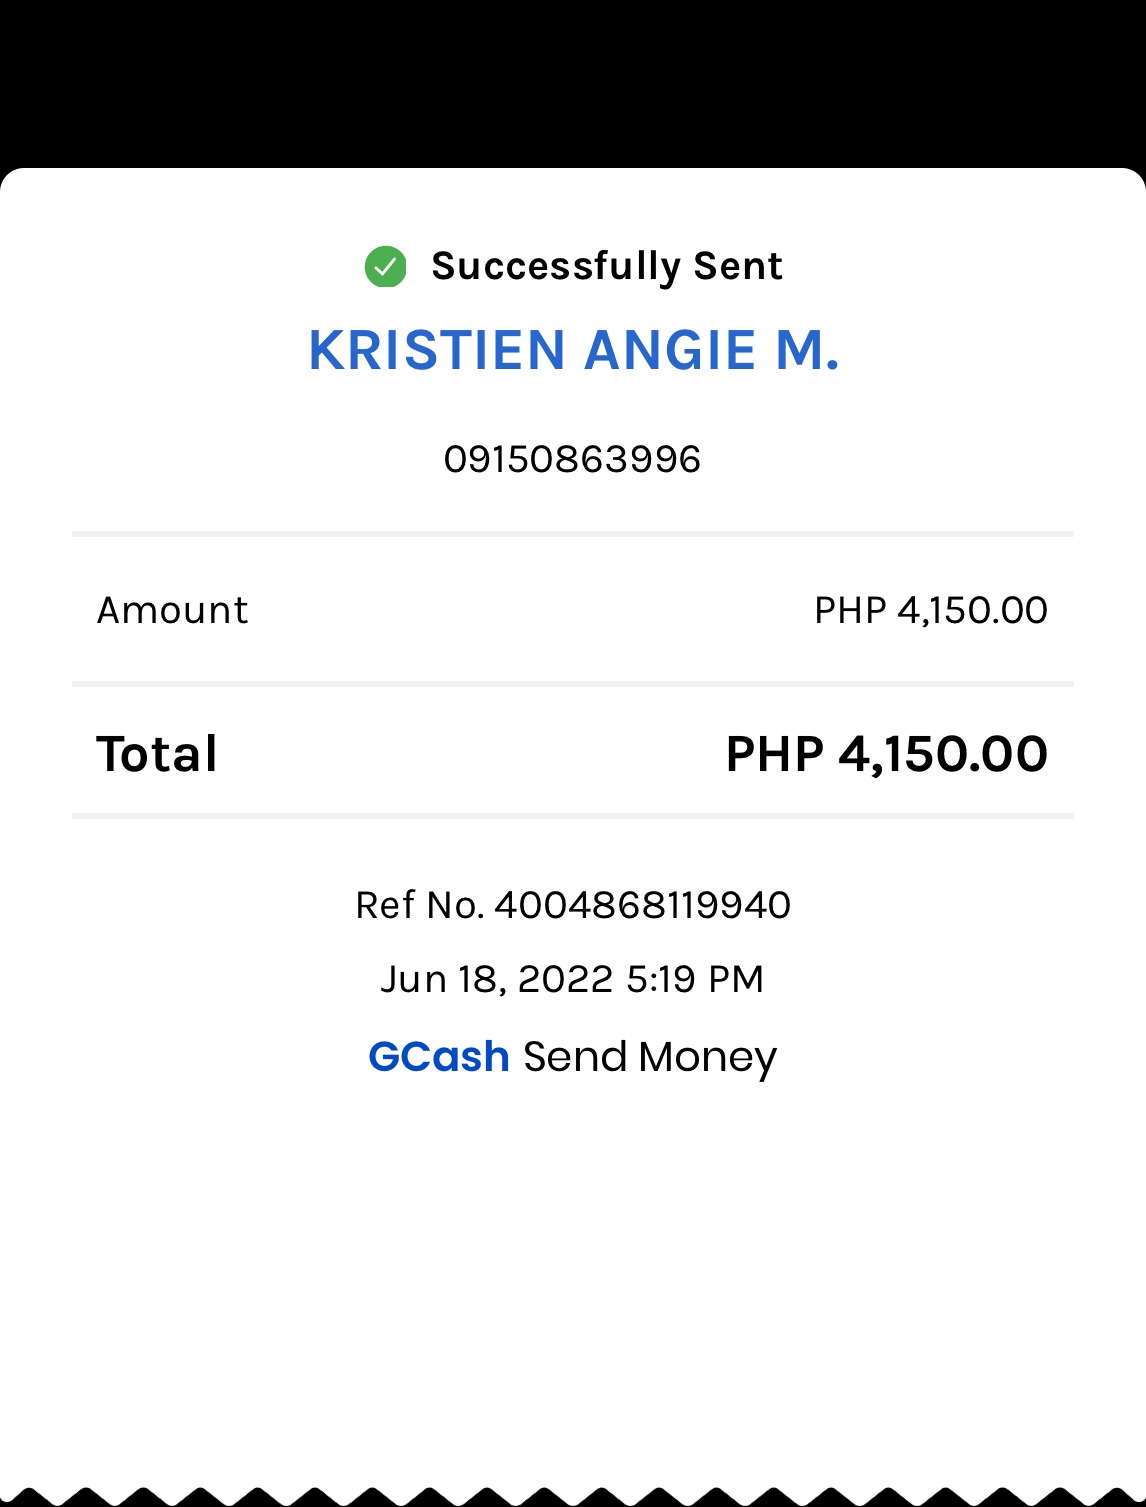 Successfully Sent
KRISTIEN ANGIE M.
09150863996
Amount PHP 4,150.00
Total PHP 4,150.00
Ref No. 4004868119940
Jun 18, 2022 5:19 PM
GCash Send Money